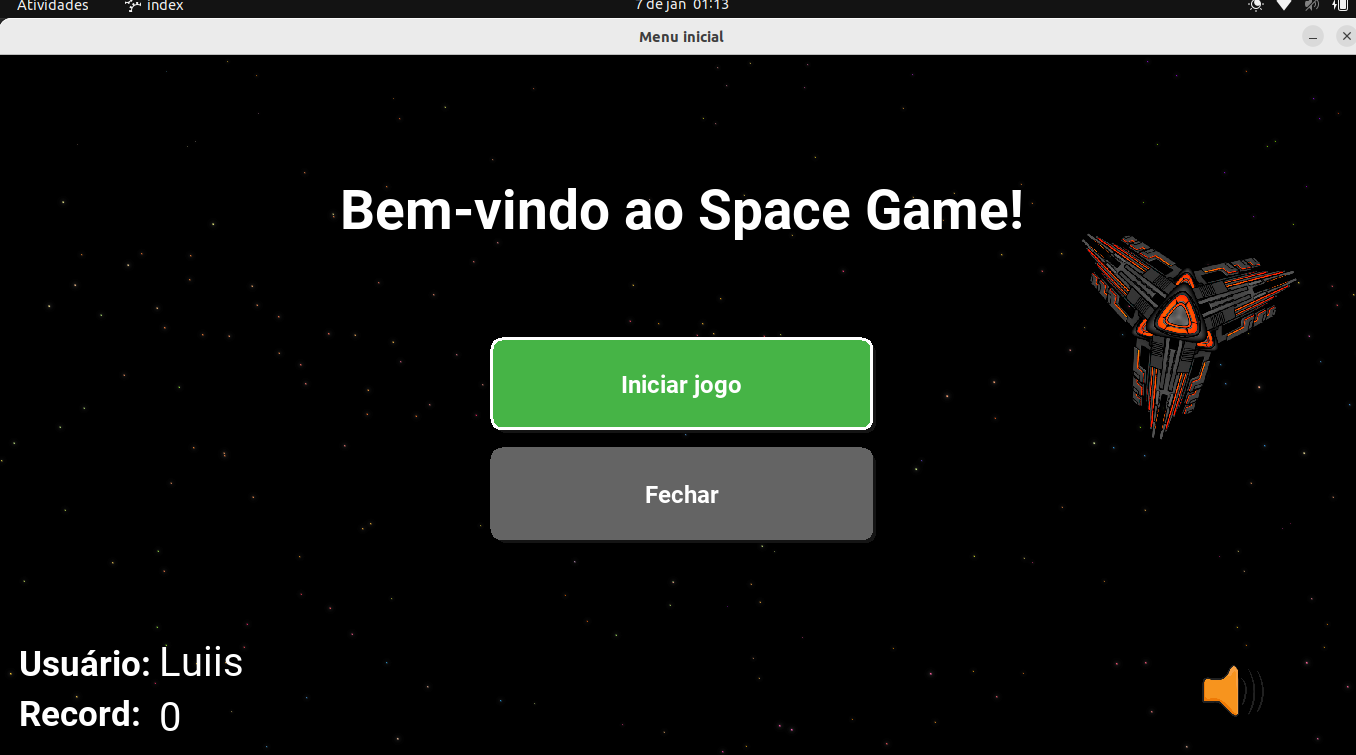 Atividades index 7 de jan 01:13
Menu inicial
Bem-vindo ao Space Game!
Iniciar jogo
Fechar
Usuário: Luiis
Record: 0